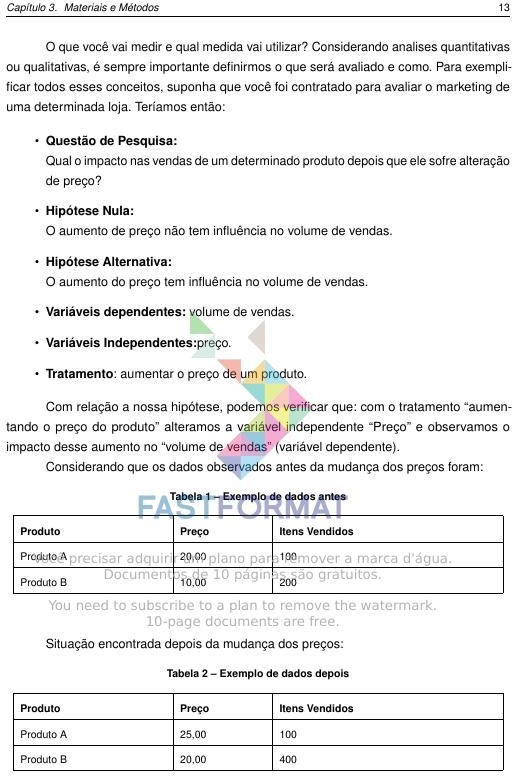 Capítulo 3. Materiais e Métodos 13
O que você vai medir e qual medida vai utilizar? Considerando analises quantitativas
ou qualitativas, é sempre importante definirmos o que será avaliado e como. Para exempli-
ficar todos esses conceitos, suponha que você foi contratado para avaliar o marketing de
uma determinada loja. Teríamos então:
• Questão de Pesquisa:
Qual o impacto nas vendas de um determinado produto depois que ele sofre alteração
de preço?
• Hipótese Nula:
O aumento de preço não tem influência no volume de vendas.
• Hipótese Alternativa:
O aumento do preço tem influência no volume de vendas.
• Variáveis dependentes: volume de vendas.
• Variáveis Independentes:preço.
• Tratamento: aumentar o preço de um produto.
Com relação a nossa hipótese, podemos verificar que: com o tratamento “aumen-
tando o preço do produto” alteramos a variável independente “Preço” e observamos o
impacto desse aumento no “volume de vendas” (variável dependente).
Considerando que os dados observados antes da mudança dos preços foram:
Tabela 1 – Exemplo de dados antes
FASTFORMAT
Produto Preço Itens Vendidos
Produto A 20,00 100
Você precisar adquirir um plano para remover a marca d'água.
Documentos de 10 páginas são gratuitos.
Produto B 10,00 200
You need to subscribe to a plan to remove the watermark.
10-page documents are free.
Situação encontrada depois da mudança dos preços:
Tabela 2 – Exemplo de dados depois
Produto Preço Itens Vendidos
Produto A 25,00 100
Produto B 20,00 400